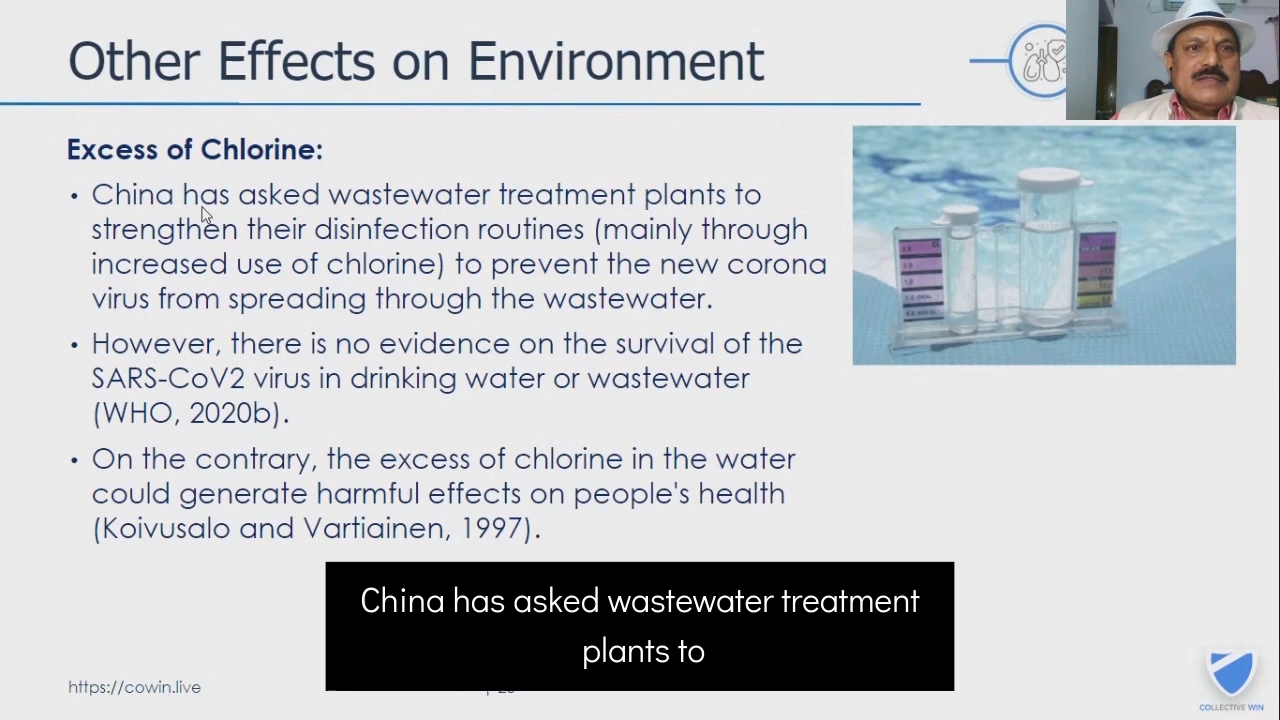 Other Effects on Environment
Excess of Chlorine:
• China has asked wastewater treatment plants to
strengthen their disinfection routines (mainly through
increased use of chlorine) to prevent the new corona
virus from spreading through the wastewater.
• However, there is no evidence on the survival of the
SARS-CoV2 virus in drinking water or wastewater
(WHO, 2020b).
• On the contrary, the excess of chlorine in the water
could generate harmful effects on people's health
(Koivusalo and Vartiainen, 1997).
China has asked wastewater treatment
plants to
https://cowin.live
COLLECTIVE WIN